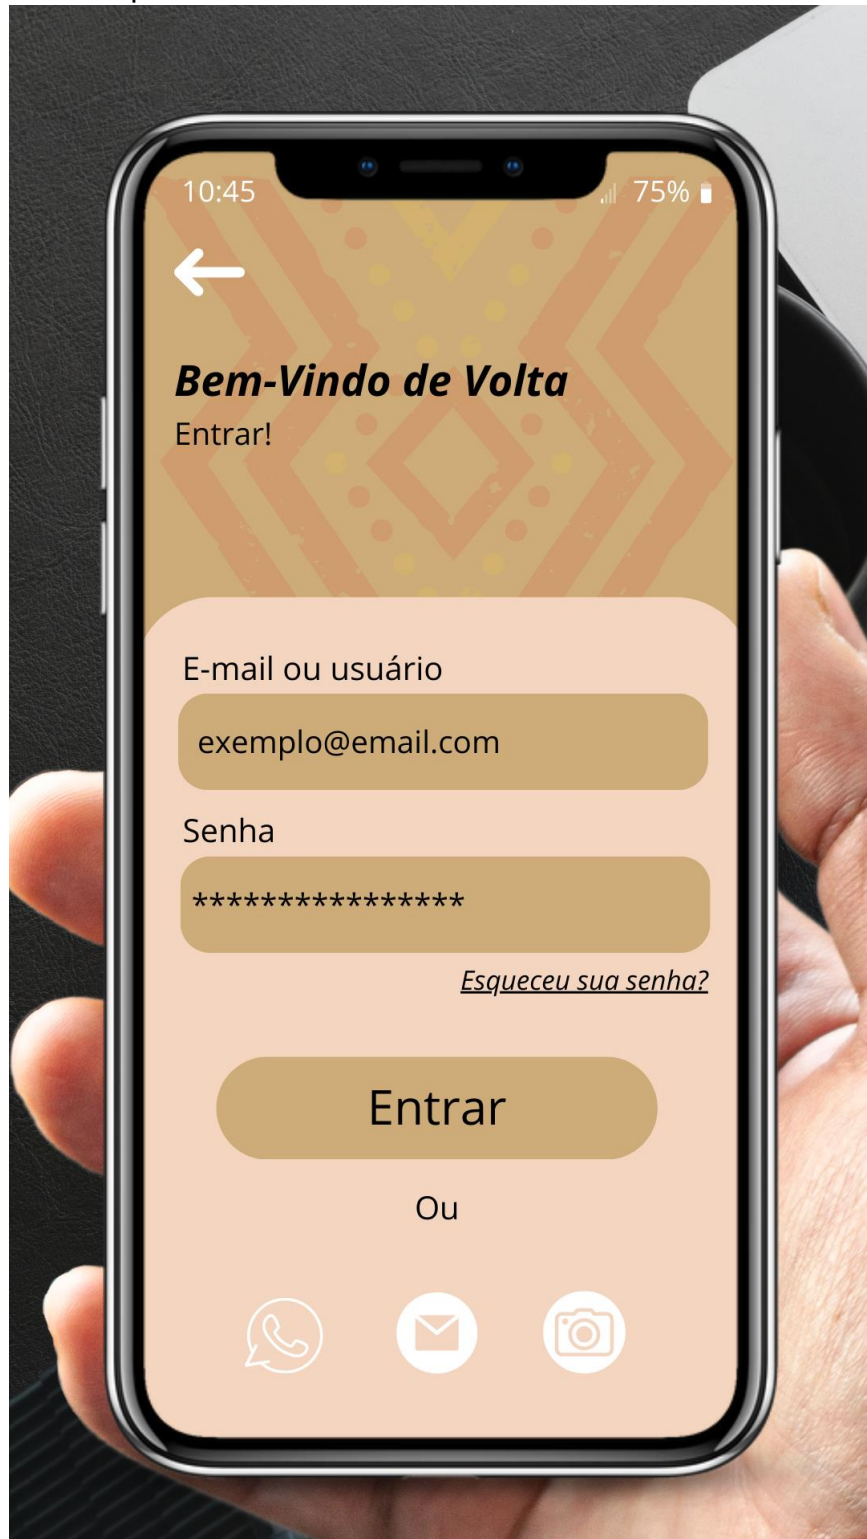 10:45
75%
Bem-Vindo de Volta
Entrar!
E-mail ou usuário
exemplo@email.com
Senha
****************
Esqueceu sua senha?
Entrar
Ou